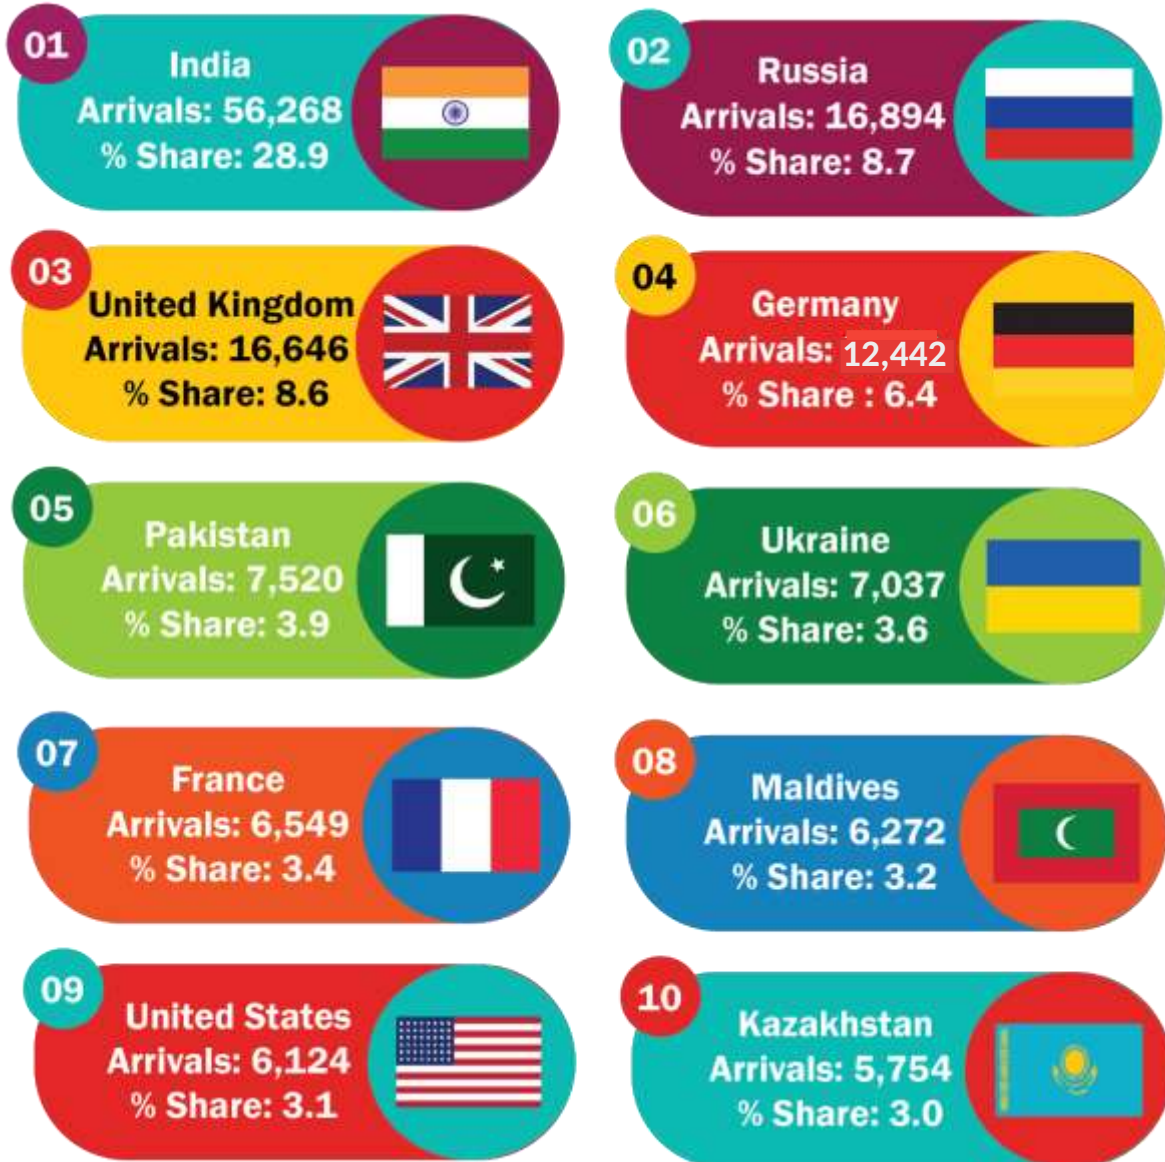 01
India
Arrivals: 56,268
% Share: 28.9
02
Russia
Arrivals: 16,894
% Share: 8.7
03
United Kingdom
Arrivals: 16,646
% Share: 8.6
04
Germany
Arrivals: 12,442
% Share : 6.4
05
Pakistan
Arrivals: 7,520
% Share: 3.9
06
Ukraine
Arrivals: 7,037
% Share: 3.6
07
France
Arrivals: 6,549
% Share: 3.4
08
Maldives
Arrivals: 6,272
% Share: 3.2
09
United States
Arrivals: 6,124
% Share: 3.1
10
Kazakhstan
Arrivals: 5,754
% Share: 3.0